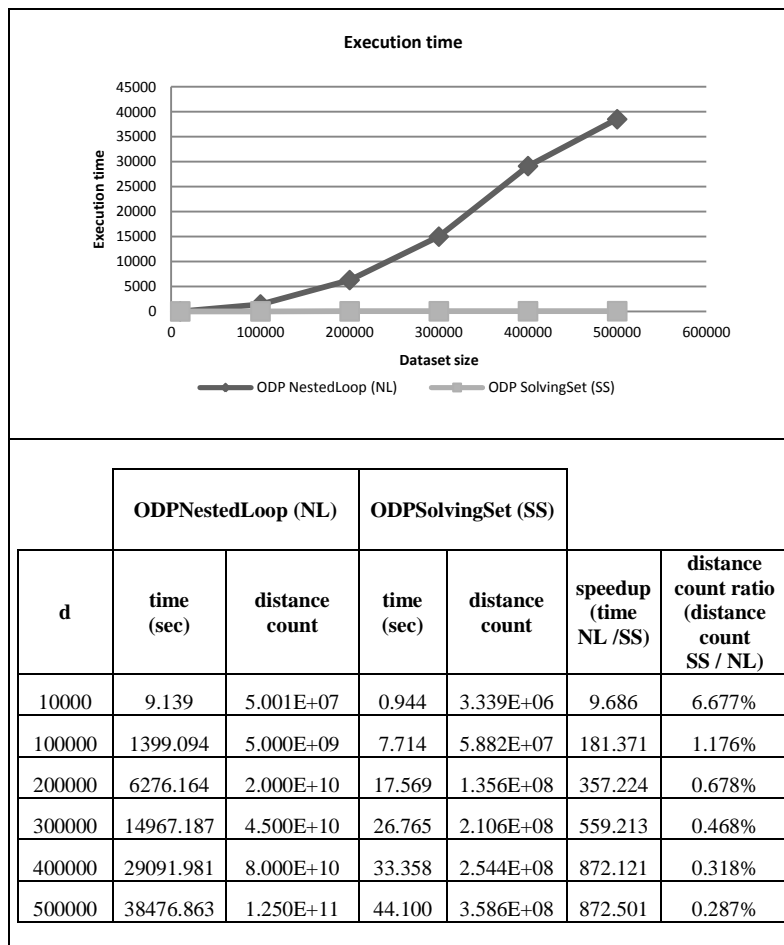 Execution time
45000
40000
35000
30000
25000
20000
15000
10000
5000
0
Execution time
0 100000 200000 300000 400000 500000 600000
Dataset size
ODP NestedLoop (NL) ODP SolvingSet (SS)
ODPNestedLoop (NL) ODPSolvingSet (SS)
d
time
(sec)
distance
count
time
(sec)
distance
count
speedup
(time
NL /SS)
distance
count ratio
(distance
count
SS / NL)
10000 9.139 5.001E+07 0.944 3.339E+06 9.686 6.677%
100000 1399.094 5.000E+09 7.714 5.882E+07 181.371 1.176%
200000 6276.164 2.000E+10 17.569 1.356E+08 357.224 0.678%
300000 14967.187 4.500E+10 26.765 2.106E+08 559.213 0.468%
400000 29091.981 8.000E+10 33.358 2.544E+08 872.121 0.318%
500000 38476.863 1.250E+11 44.100 3.586E+08 872.501 0.287%